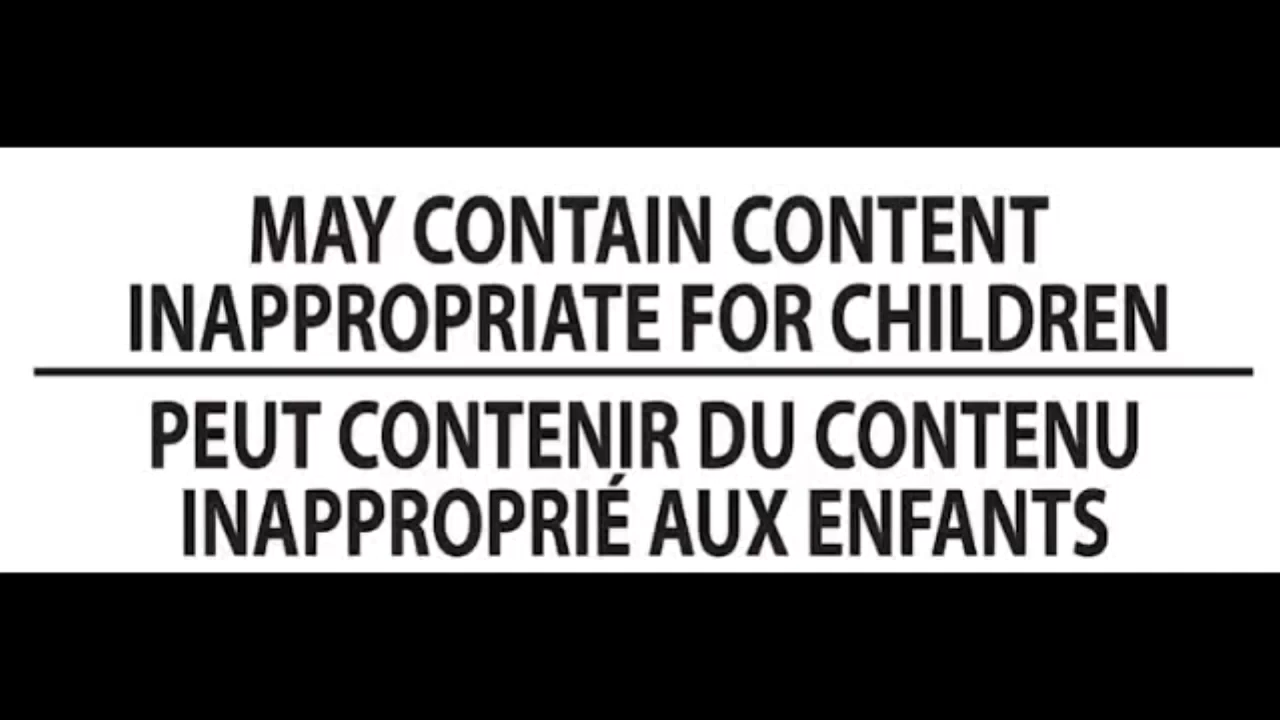 MAY CONTAIN CONTENT
INAPPROPRIATE FOR CHILDREN
PEUT CONTENIR DU CONTENU
INAPPROPRIÉ AUX ENFANTS